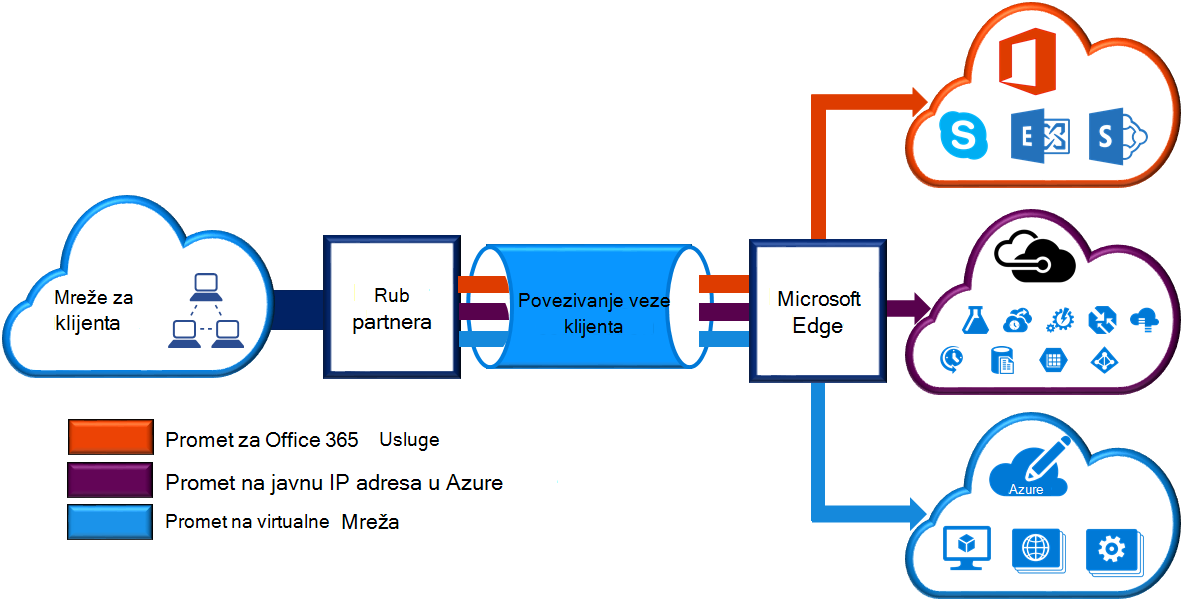 Mreže za
klijenta
Rub
partnera
Povezivanje veze
klijenta
Microsoft
Edge
S
E
S
Azure
Promet za Office 365 Usluge
Promet na javnu IP adresa u Azure
Promet na virtualne Mreža